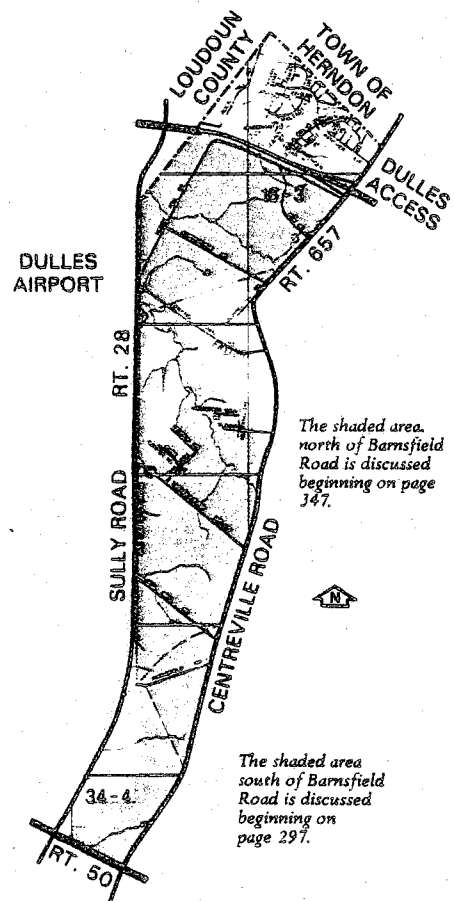 LOUDOUN
COUNTY
TOWN OF
HERNDON
DULLES
ACCESS
RT. 657
DULLES
AIRPORT
RT. 28
The shaded area
north of Barnsfield
Road is discussed
beginning on page
347.
SULLY ROAD
CENTREVILLE ROAD
N
The shaded area
south of Barnsfield
Road is discussed
beginning on
page 297.
34-4
RT. 50